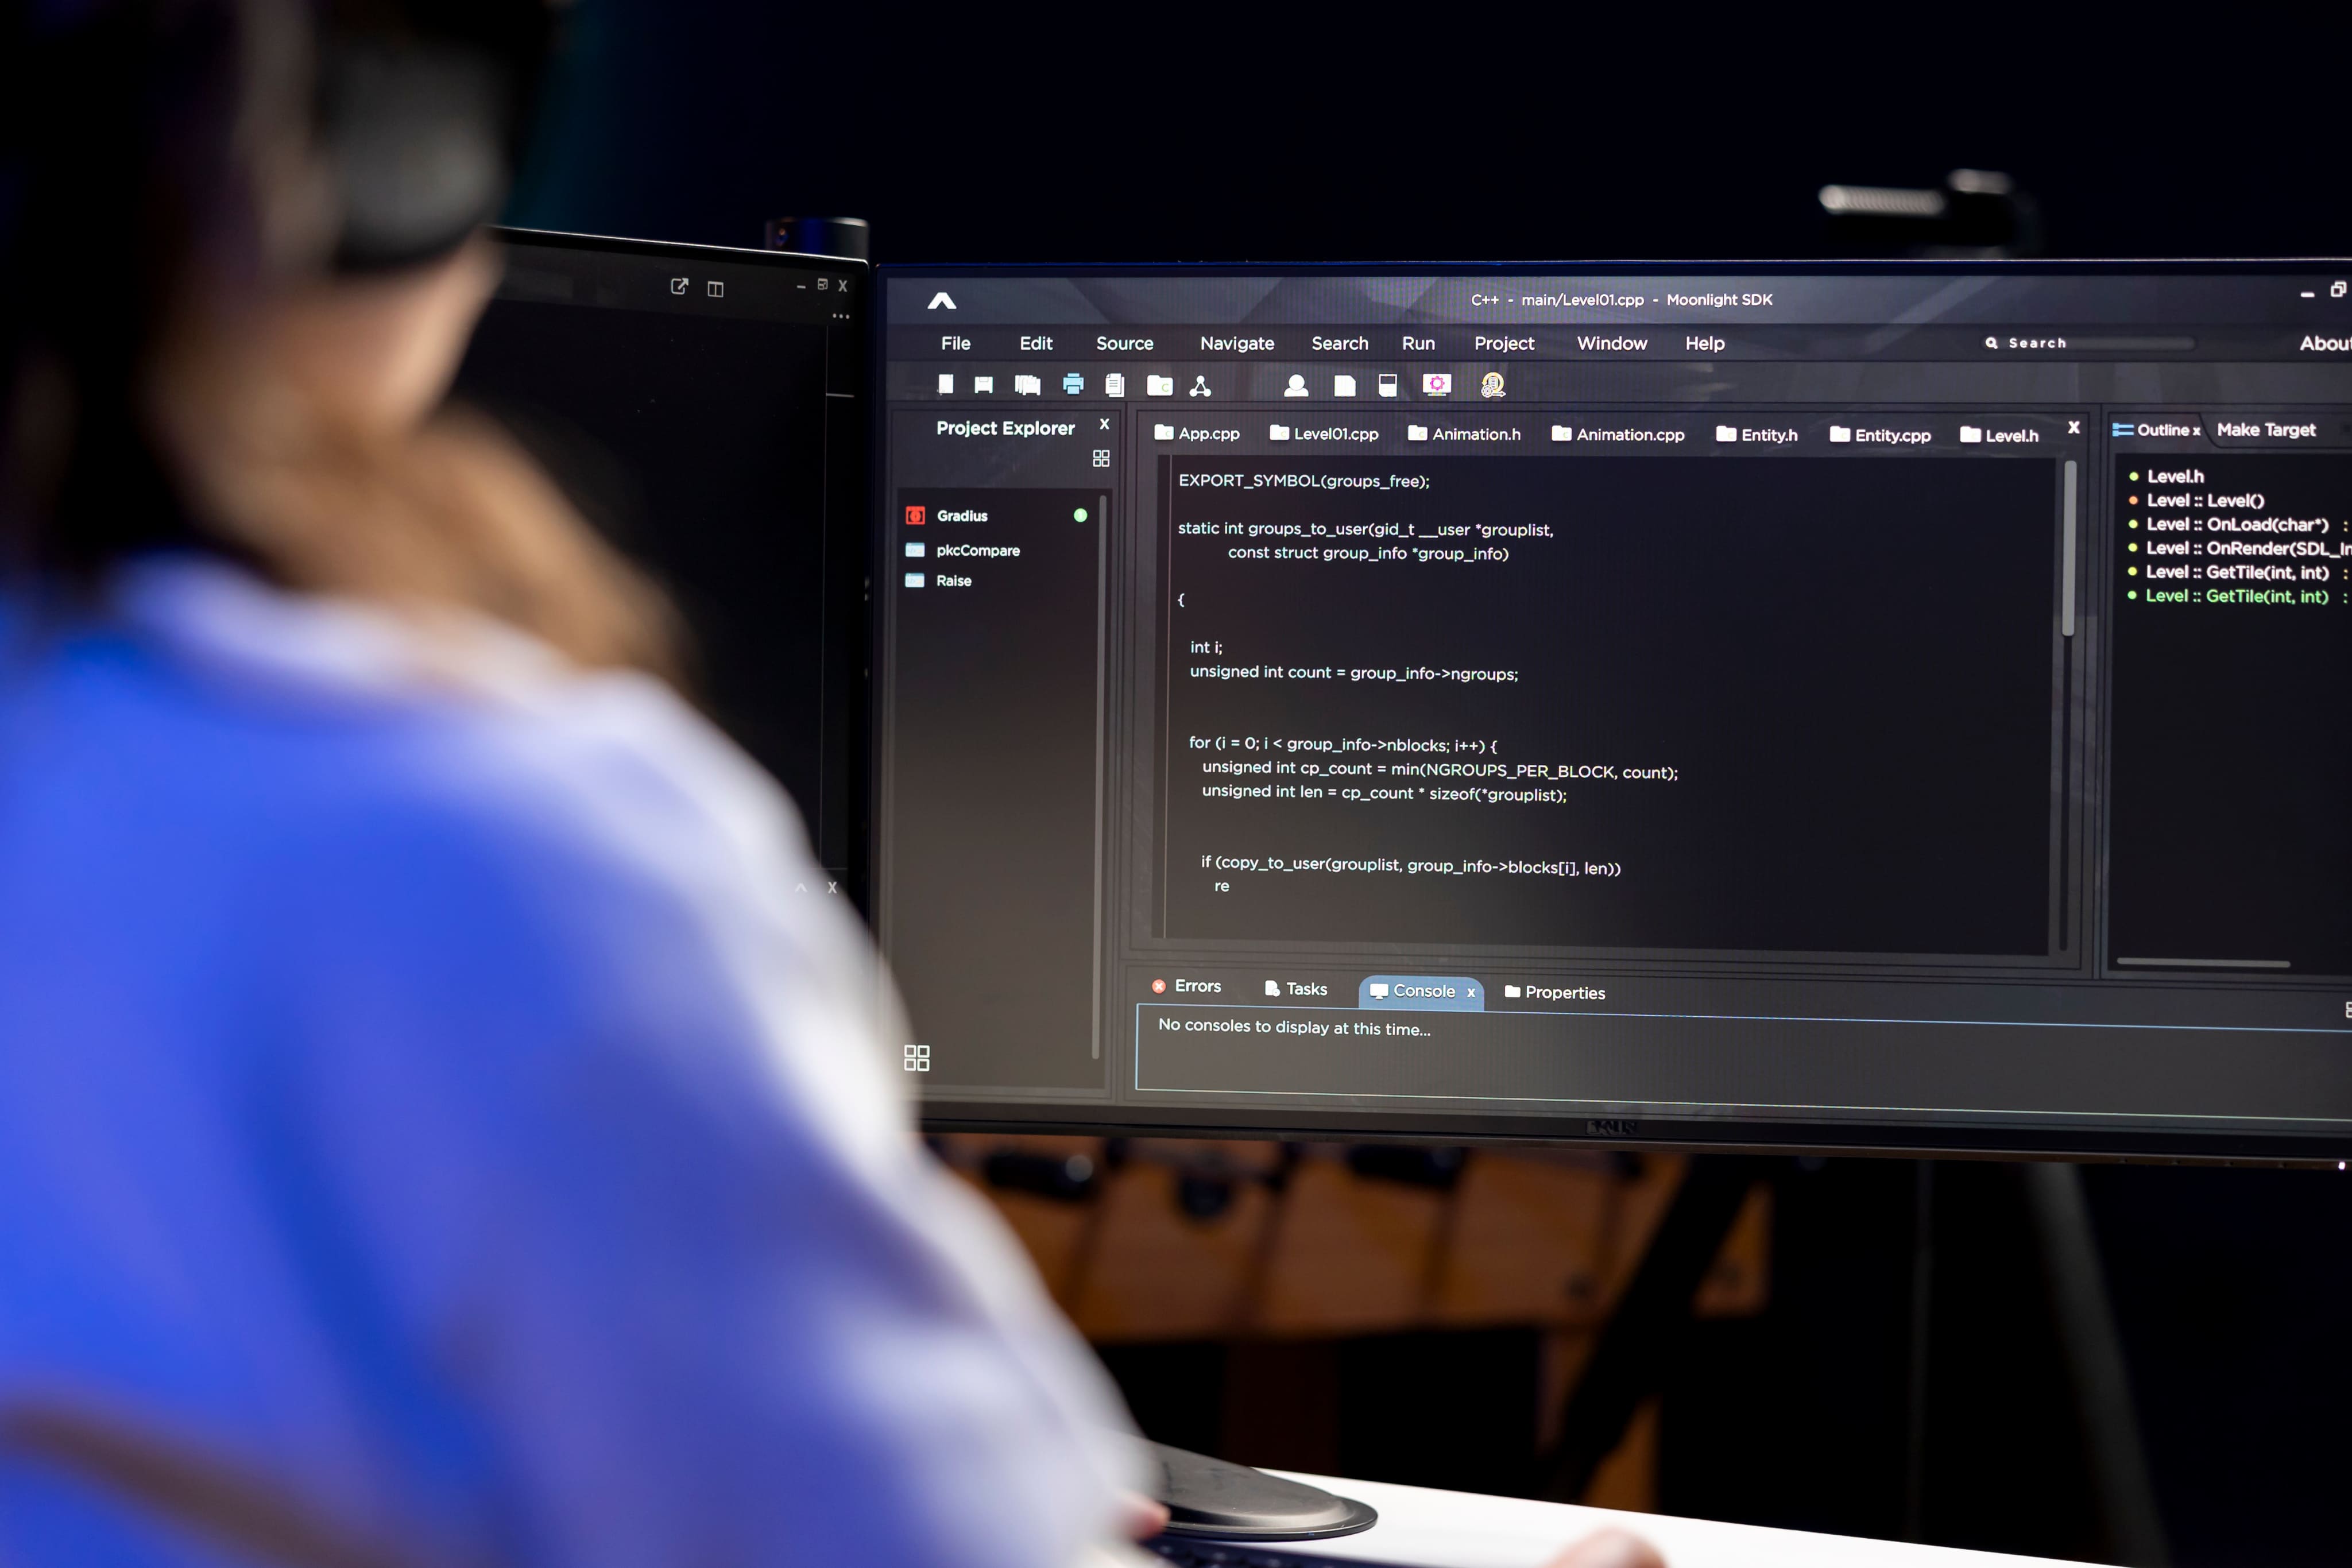 C++ - main/Level01.cpp - Moonlight SDK
File Edit Source Navigate Search Run Project Window Help Search
Project Explorer X
Gradius
pkcCompare
Raise
App.cpp Level01.cpp Animation.h Animation.cpp Entity.h Entity.cpp Level.h X
EXPORT_SYMBOL(groups_free);
static int groups_to_user(gid_t __user *grouplist,
const struct group_info *group_info)
{
int i;
unsigned int count = group_info->ngroups;
for (i = 0; i < group_info->nblocks; i++) {
unsigned int cp_count = min(NGROUPS_PER_BLOCK, count);
unsigned int len = cp_count * sizeof(*grouplist);
if (copy_to_user(grouplist, group_info->blocks[i], len))
re
Outline x Make Target
Level.h
Level :: Level()
Level :: OnLoad(char*) :
Level :: OnRender(SDL_
Level :: GetTile(int, int) :
Level :: GetTile(int, int) :
Errors Tasks Console x Properties
No consoles to display at this time...